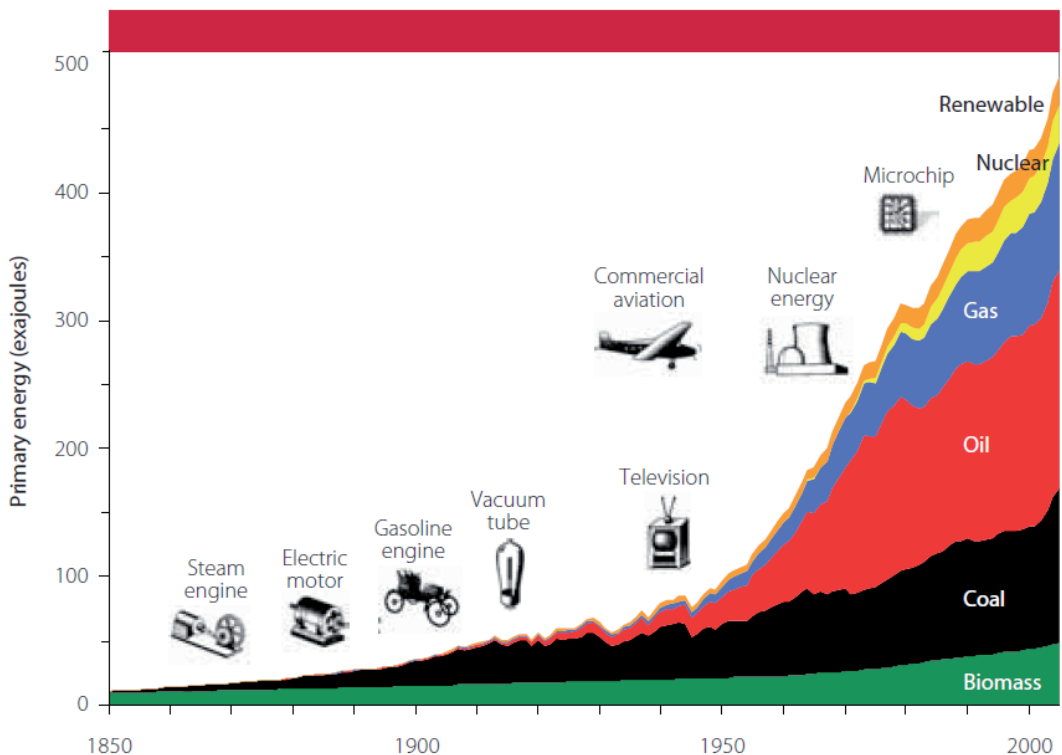 500
Renewable
Nuclear
Microchip
400
Commercial
aviation
Nuclear
energy
300
Gas
Primary energy (exajoules)
200
Oil
Television
Vacuum
tube
Gasoline
engine
Electric
motor
Steam
engine
100
Coal
Biomass
0
1850
1900
1950
2000